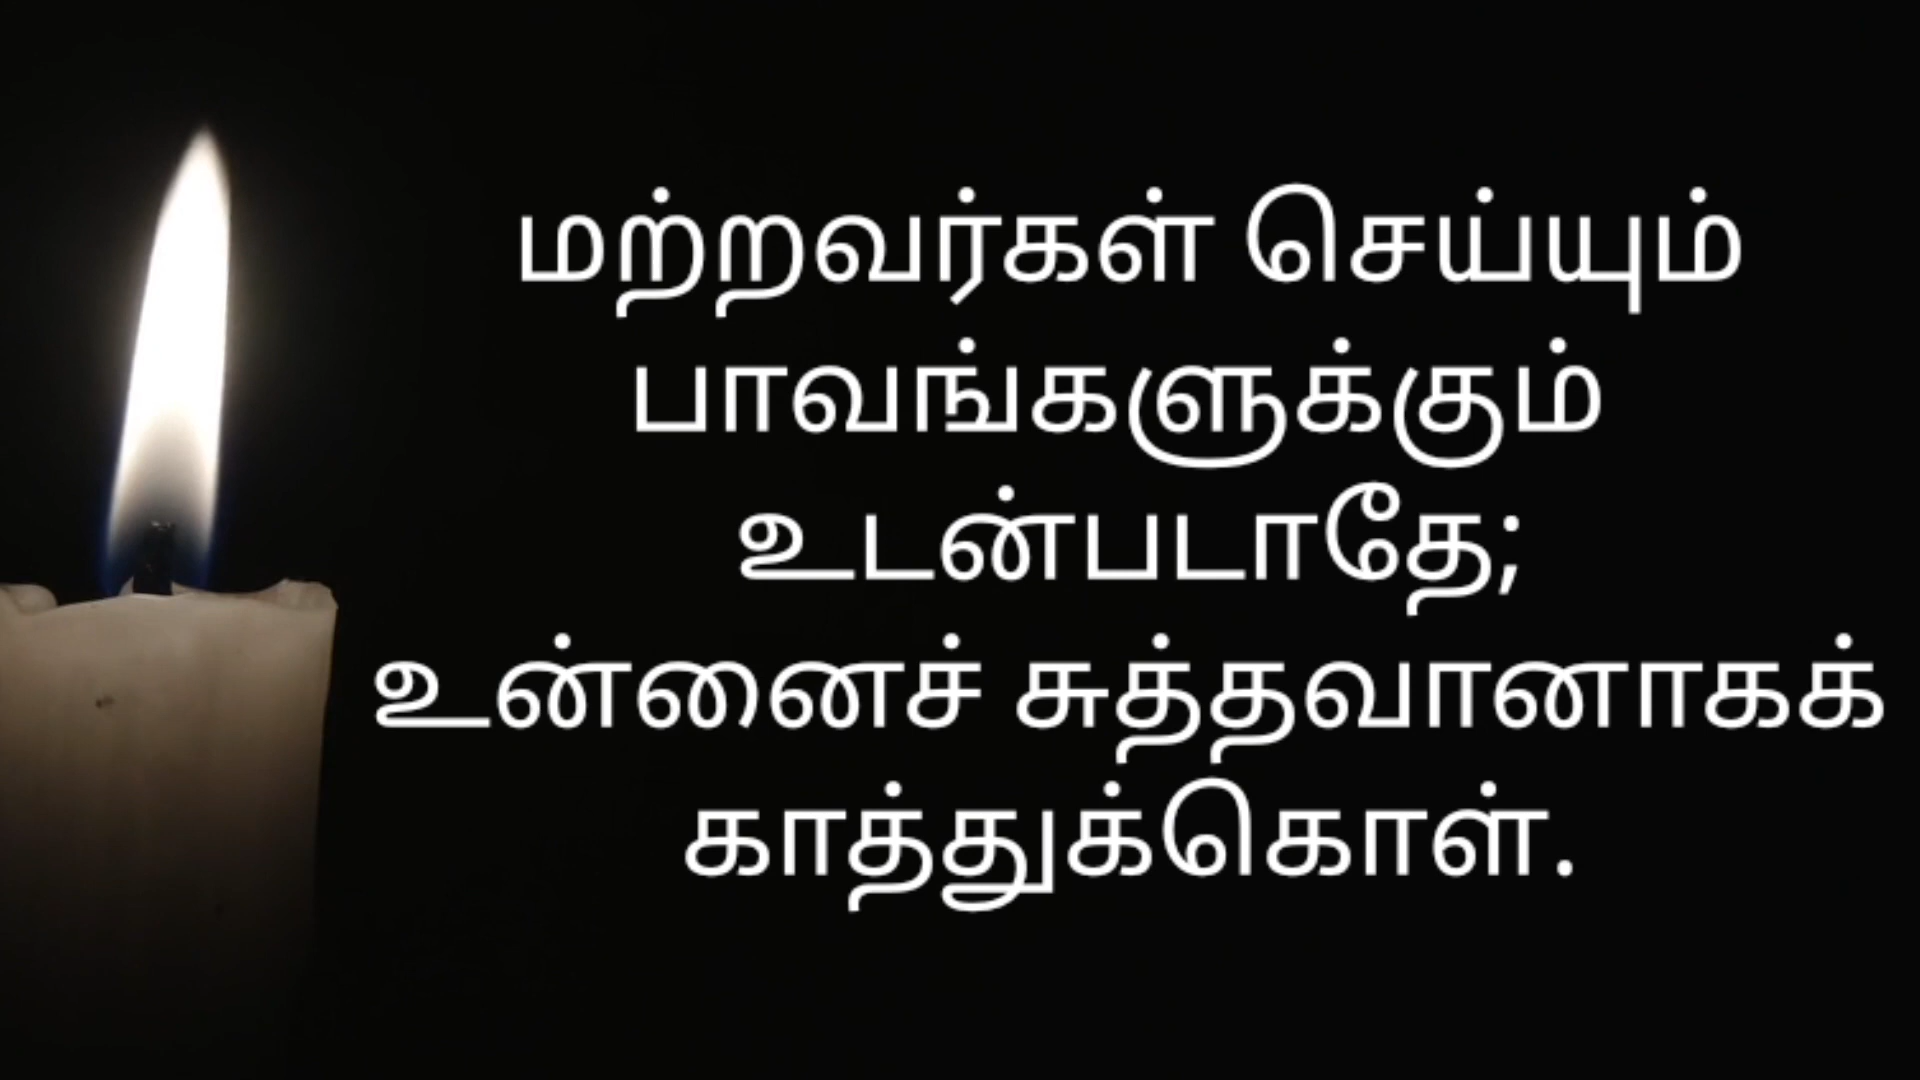 மற்றவர்கள் செய்யும்
பாவங்களுக்கும்
உடன்படாதே;
உன்னைச் சுத்தவானாகக்
காத்துக்கொள்.